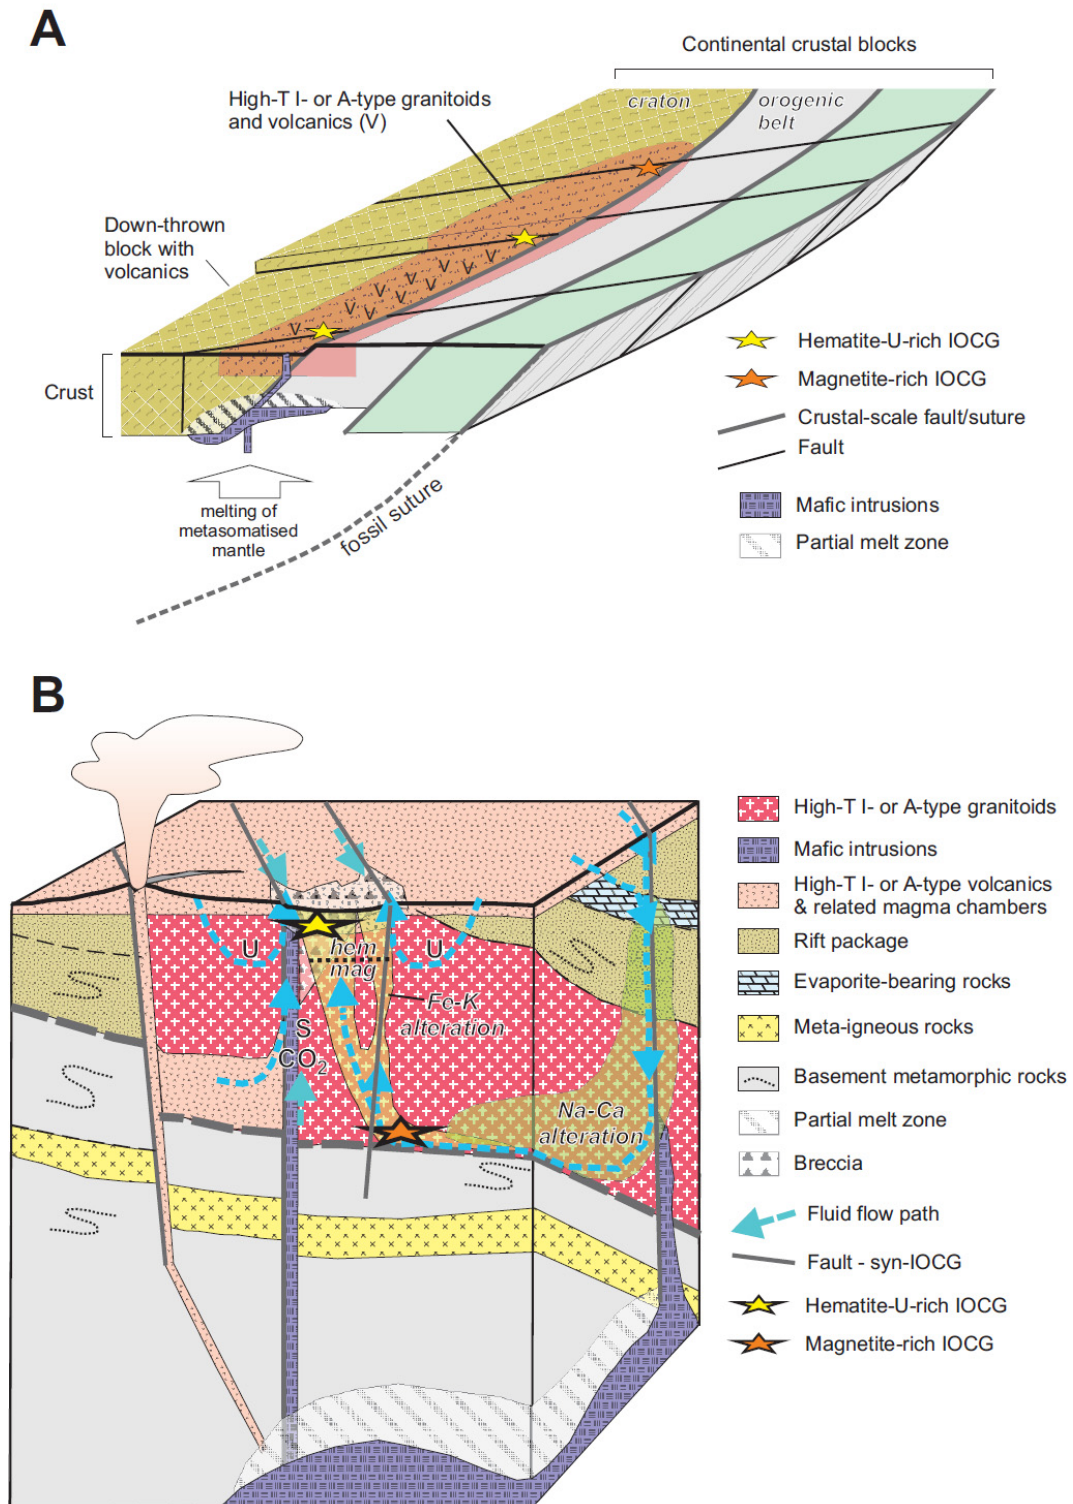 A
Continental crustal blocks
High-T I- or A-type granitoids
and volcanics (V)
craton
orogenic
belt
Down-thrown
block with
volcanics
V V V V V
V V V V V V
Crust
melting of
metasomatised
mantle
fossil suture
Hematite-U-rich IOCG
Magnetite-rich IOCG
Crustal-scale fault/suture
Fault
Mafic intrusions
Partial melt zone
B
U
hem
mag
U
Fe-K
alteration
S
CO2
Na-Ca
alteration
High-T I- or A-type granitoids
Mafic intrusions
High-T I- or A-type volcanics
& related magma chambers
Rift package
Evaporite-bearing rocks
Meta-igneous rocks
Basement metamorphic rocks
Partial melt zone
Breccia
Fluid flow path
Fault - syn-IOCG
Hematite-U-rich IOCG
Magnetite-rich IOCG